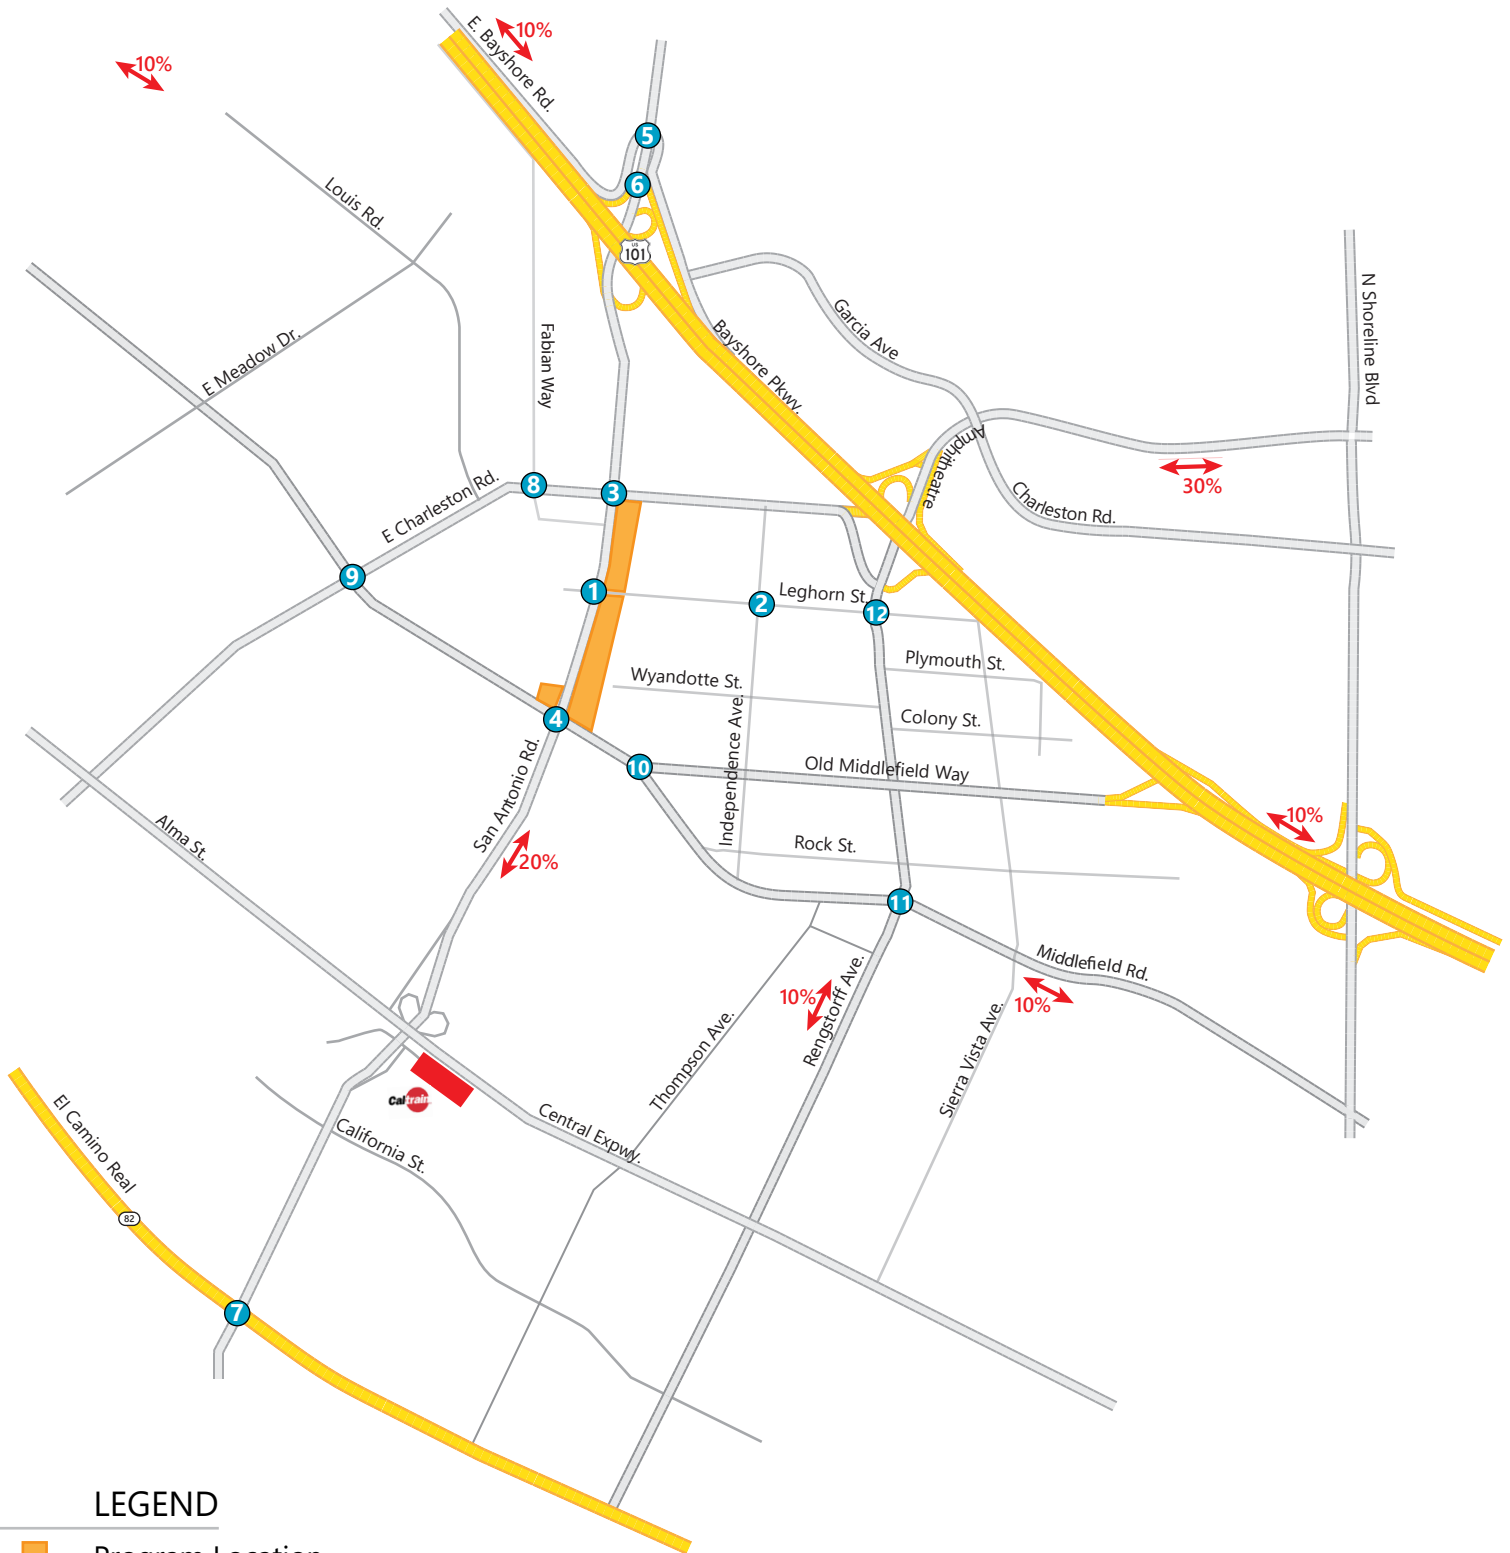 E. Bayshore Rd.
10%
10%
5
6
Louis Rd.
US
101
N Shoreline Blvd
Garcia Ave
Bayshore Pkwy.
Fabian Way
E Meadow Dr.
Amphitheatre
30%
E Charleston Rd.
8
3
Charleston Rd.
9
1
2
Leghorn St.
12
Plymouth St.
Wyandotte St.
Colony St.
4
Independence Ave.
10
Old Middlefield Way
San Antonio Rd.
10%
Alma St.
20%
Rock St.
11
Middlefield Rd.
10%
10%
Rengstorff Ave.
Thompson Ave.
Sierra Vista Ave.
Caltrain
El Camino Real
Central Expwy.
California St.
82
7
LEGEND
Program Location